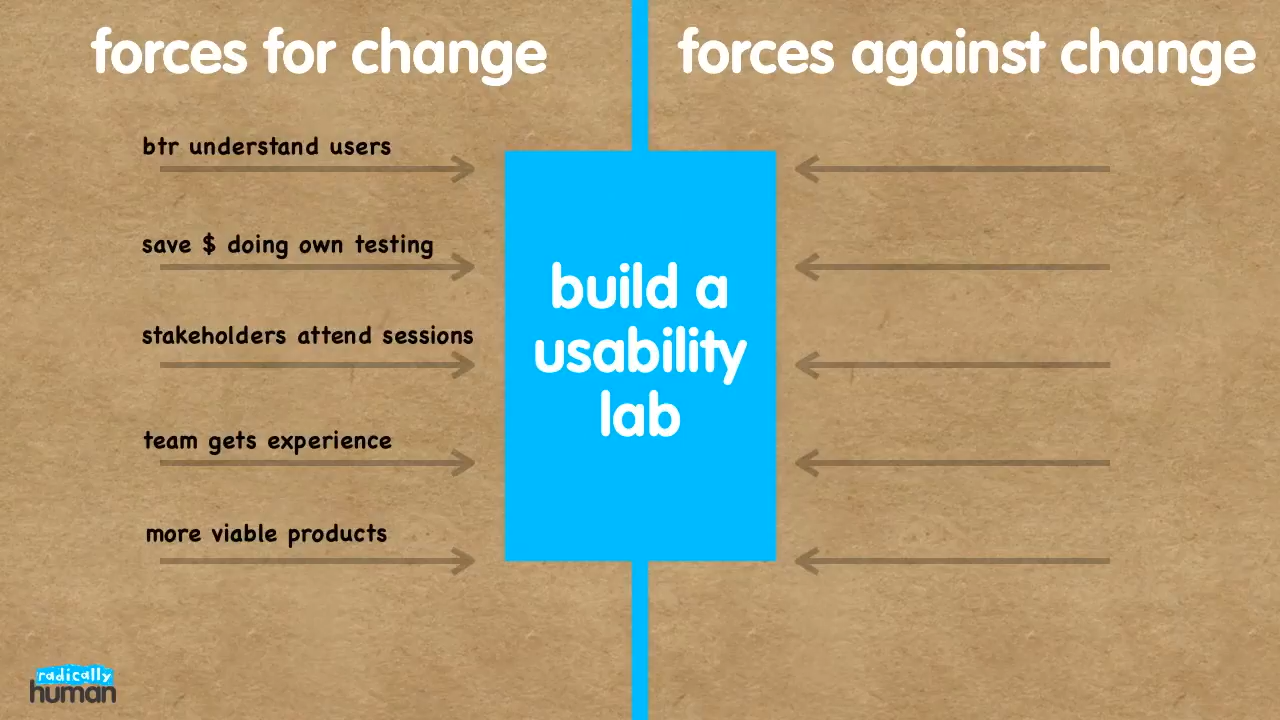 forces for change
forces against change
btr understand users
save $ doing own testing
stakeholders attend sessions
team gets experience
more viable products
build a
usability
lab
radically
human